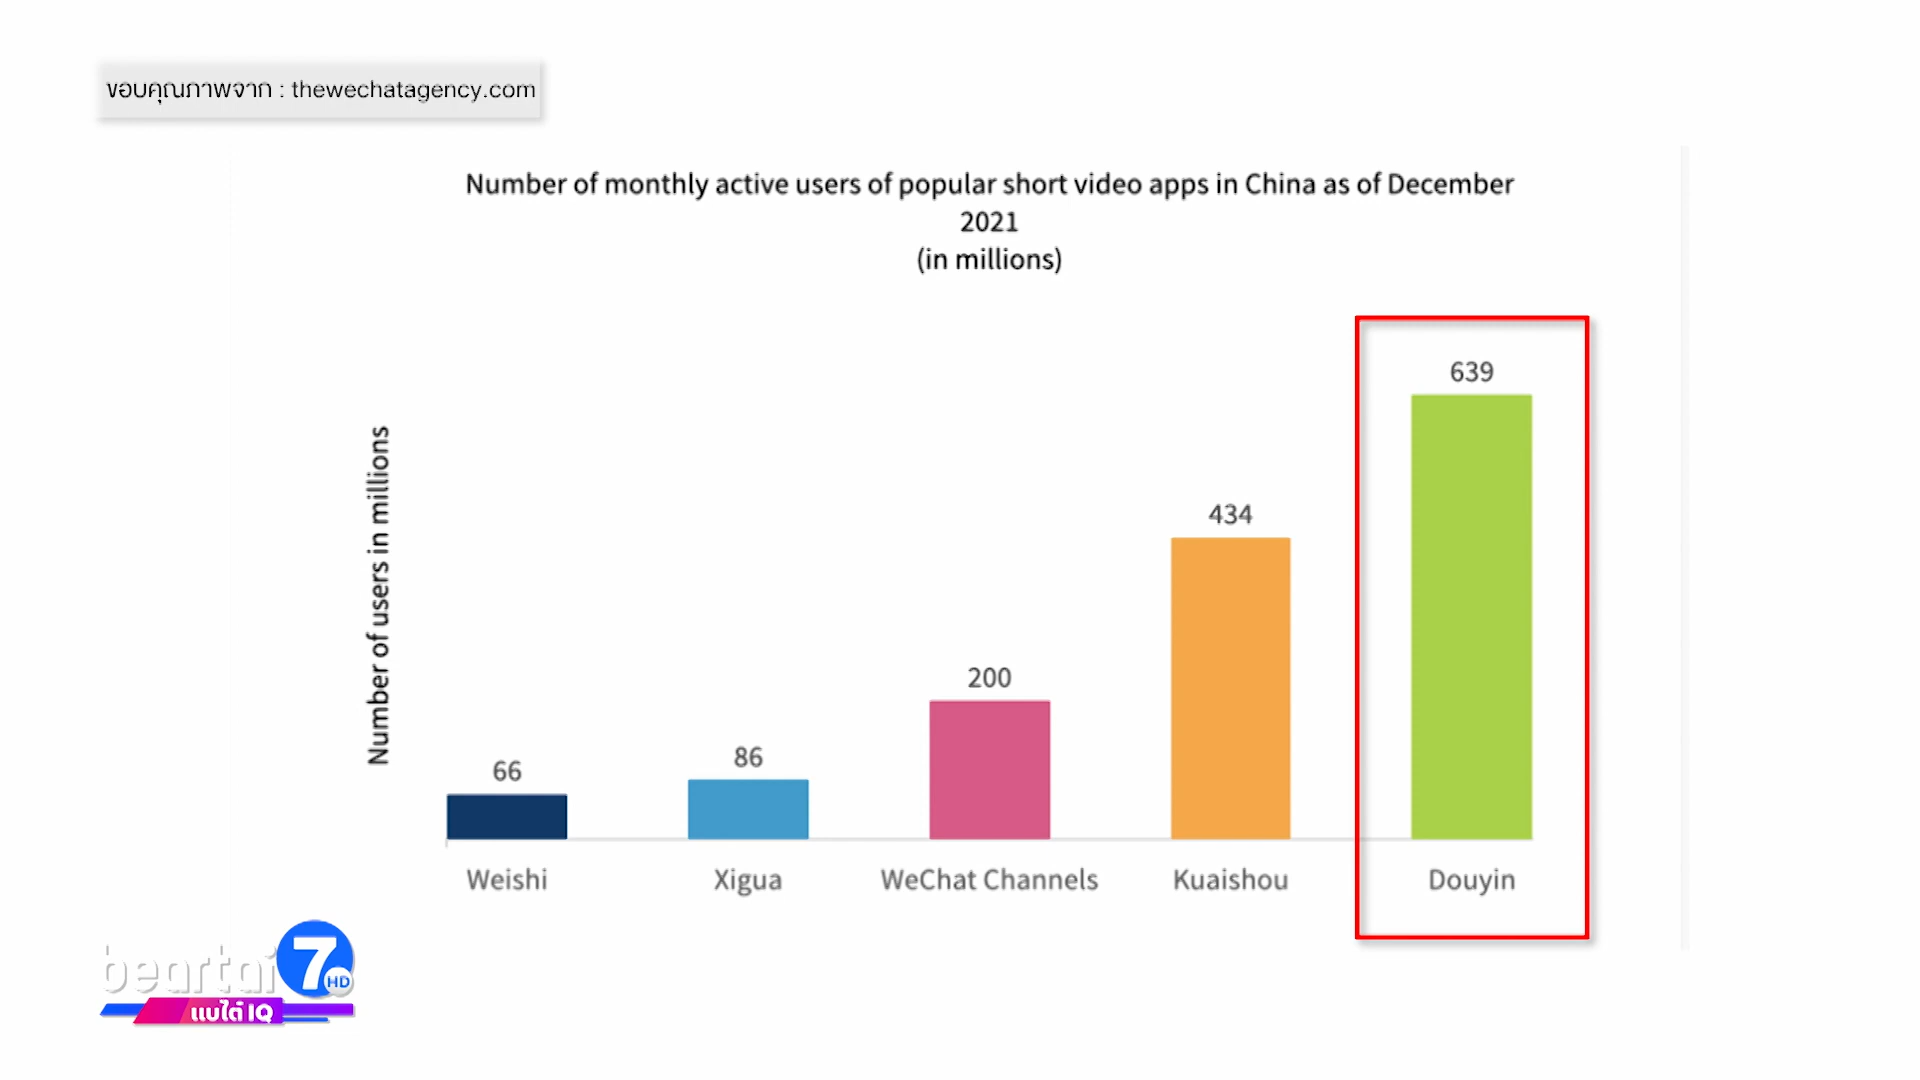 ขอบคุณภาพจาก : thewechatagency.com
Number of monthly active users of popular short video apps in China as of December
2021
(in millions)
Number of users in millions
66
86
200
434
639
Weishi
Xigua
WeChat Channels
Kuaishou
Douyin
beartai
7
HD
แบไต๋ IQ